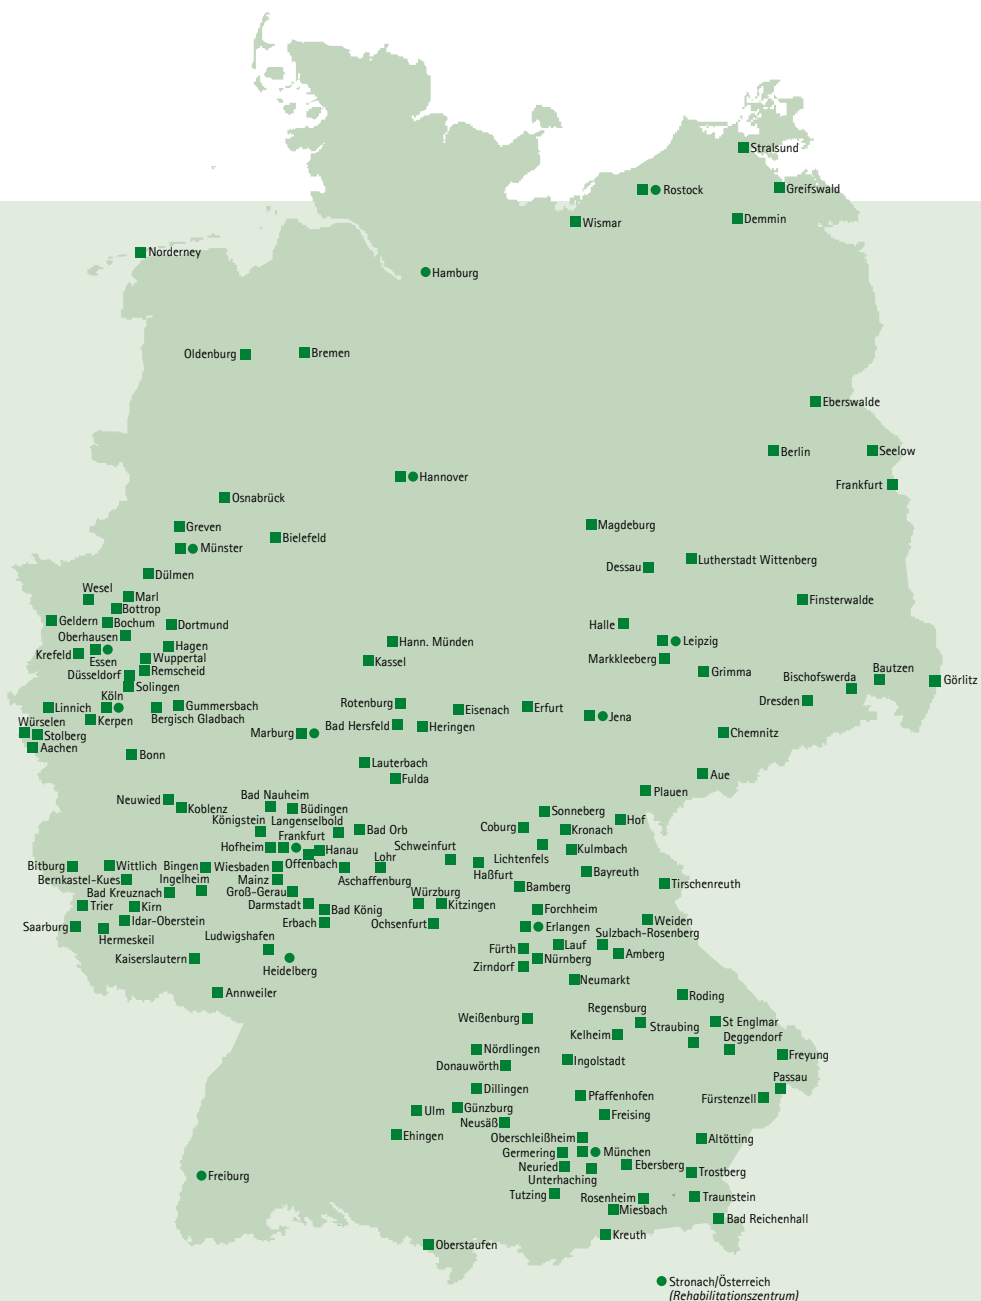 Stralsund
Rostock
Greifswald
Wismar
Demmin
Norderney
Hamburg
Oldenburg
Bremen
Eberswalde
Berlin
Seelow
Hannover
Frankfurt
Osnabrück
Greven
Magdeburg
Bielefeld
Münster
Lutherstadt Wittenberg
Dessau
Dülmen
Wesel
Marl
Finsterwalde
Bottrop
Geldern
Bochum
Dortmund
Halle
Oberhausen
Hann. Münden
Leipzig
Hagen
Krefeld
Essen
Wuppertal
Kassel
Markkleeberg
Bautzen
Remscheid
Grimma
Düsseldorf
Bischofswerda
Görlitz
Solingen
Köln
Rotenburg
Dresden
Linnich
Gummersbach
Eisenach
Erfurt
Kerpen
Bergisch Gladbach
Jena
Würselen
Bad Hersfeld
Heringen
Stolberg
Marburg
Chemnitz
Aachen
Bonn
Lauterbach
Aue
Fulda
Plauen
Bad Nauheim
Neuwied
Koblenz
Büdingen
Sonneberg
Königstein
Langenselbold
Hof
Coburg
Kronach
Bad Orb
Frankfurt
Hofheim
Hanau
Schweinfurt
Kulmbach
Lohr
Lichtenfels
Offenbach
Bitburg
Wittlich
Bingen
Wiesbaden
Haßfurt
Bayreuth
Bernkastel-Kues
Ingelheim
Mainz
Aschaffenburg
Tirschenreuth
Bad Kreuznach
Groß-Gerau
Würzburg
Bamberg
Trier
Kirn
Darmstadt
Bad König
Kitzingen
Forchheim
Idar-Oberstein
Erbach
Ochsenfurt
Weiden
Saarburg
Erlangen
Sulzbach-Rosenberg
Hermeskeil
Ludwigshafen
Fürth
Lauf
Kaiserslautern
Amberg
Heidelberg
Zirndorf
Nürnberg
Neumarkt
Annweiler
Roding
Regensburg
Weißenburg
Straubing
St Englmar
Kelheim
Deggendorf
Nördlingen
Freyung
Ingolstadt
Donauwörth
Passau
Dillingen
Pfaffenhofen
Fürstenzell
Günzburg
Ulm
Freising
Neusäß
Ehingen
Oberschleißheim
Altötting
Germering
München
Neuried
Ebersberg
Trostberg
Freiburg
Unterhaching
Tutzing
Rosenheim
Traunstein
Miesbach
Bad Reichenhall
Kreuth
Oberstaufen
Stronach/Österreich
(Rehabilitationszentrum)